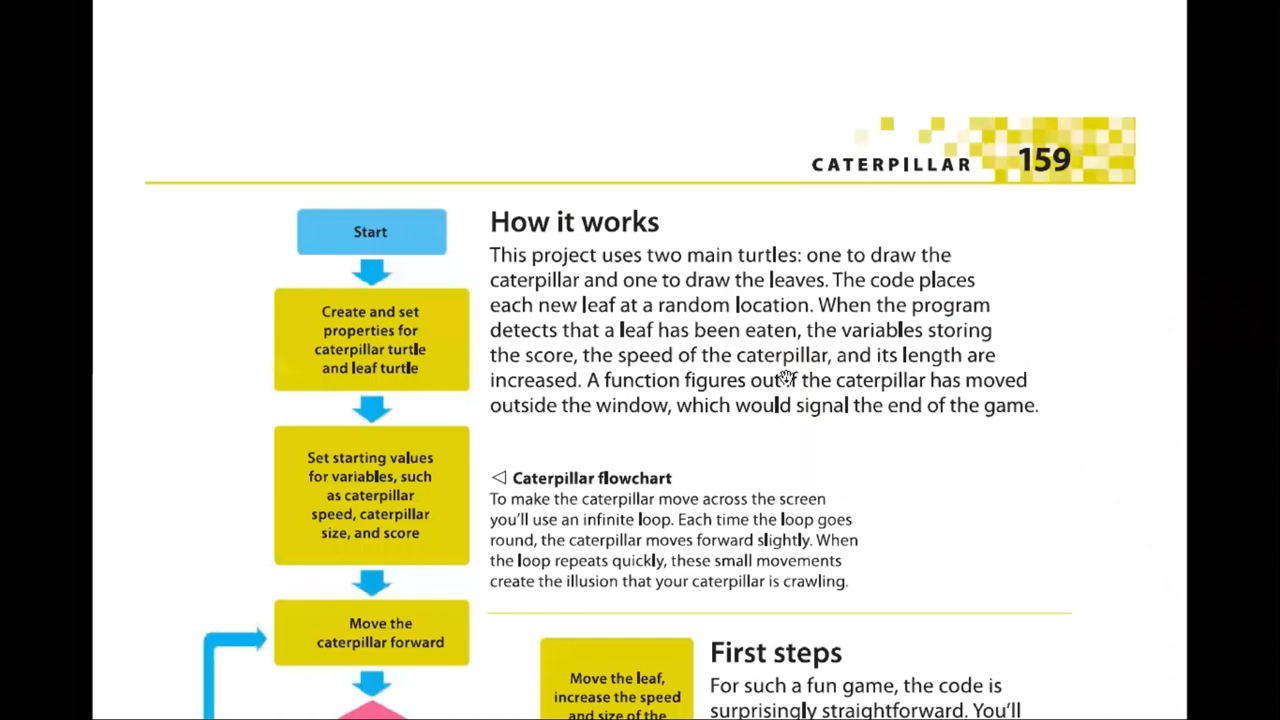 CATERPILLAR 159
Start
Create and set
properties for
caterpillar turtle
and leaf turtle
Set starting values
for variables, such
as caterpillar
speed, caterpillar
size, and score
Move the
caterpillar forward
How it works
This project uses two main turtles: one to draw the
caterpillar and one to draw the leaves. The code places
each new leaf at a random location. When the program
detects that a leaf has been eaten, the variables storing
the score, the speed of the caterpillar, and its length are
increased. A function figures out if the caterpillar has moved
outside the window, which would signal the end of the game.
Caterpillar flowchart
To make the caterpillar move across the screen
you'll use an infinite loop. Each time the loop goes
round, the caterpillar moves forward slightly. When
the loop repeats quickly, these small movements
create the illusion that your caterpillar is crawling.
Move the leaf,
increase the speed
and size of the
First steps
For such a fun game, the code is
surprisingly straightforward. You'll